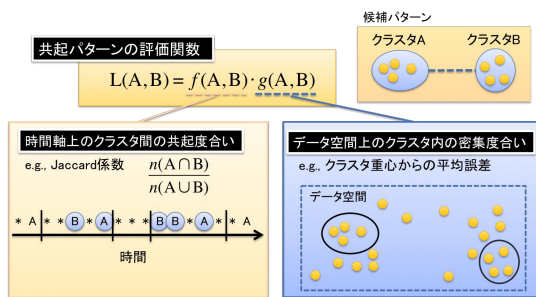 候補パターン
クラスタA クラスタB
共起パターンの評価関数
L(A,B) = f(A,B)·g(A,B)
時間軸上のクラスタ間の共起度合い
e.g., Jaccard係数 n(A∩B)
n(A∪B)
* A * B * A * * * B B * A * * A
時間
データ空間上のクラスタ内の密集度合い
e.g., クラスタ重心からの平均誤差
データ空間